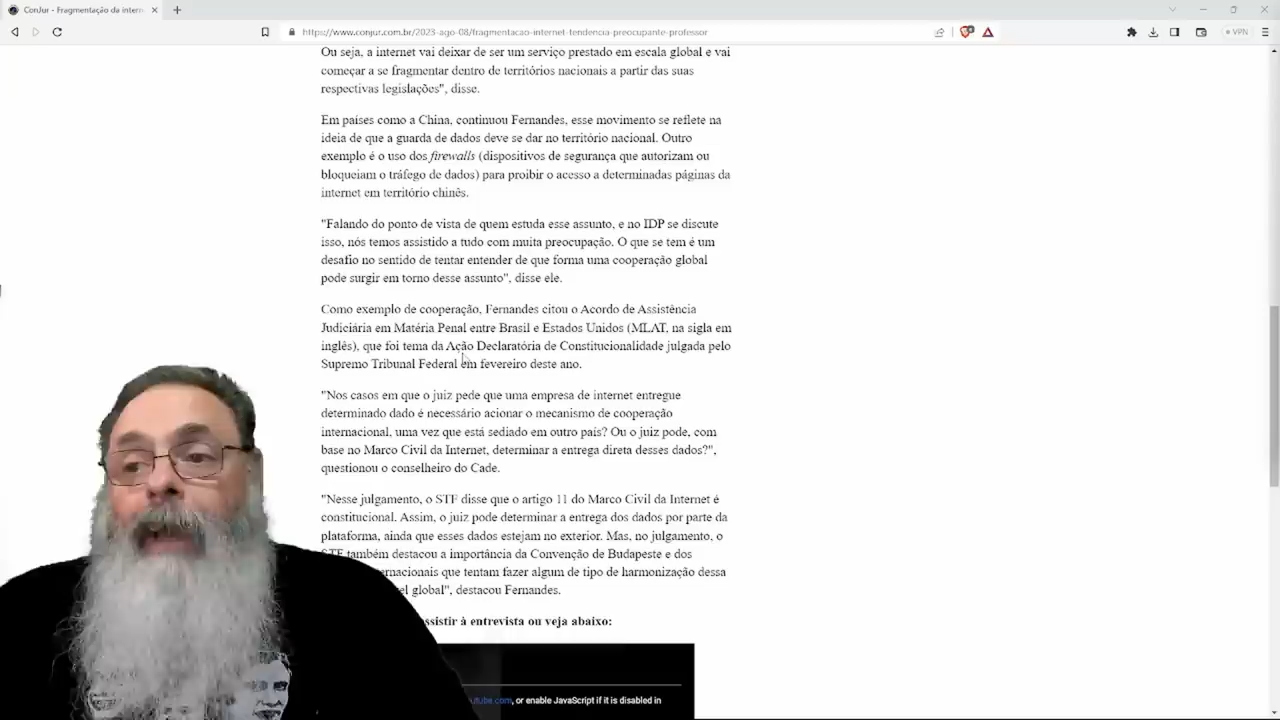 ConJur - Fragmentação da intern
https://www.conjur.com.br/2023-ago-08/fragmentacao-internet-tendencia-preocupante-professor
VPN
Ou seja, a internet vai deixar de ser um serviço prestado em escala global e vai
começar a se fragmentar dentro de territórios nacionais a partir das suas
respectivas legislações", disse.
Em países como a China, continuou Fernandes, esse movimento se reflete na
ideia de que a guarda de dados deve se dar no território nacional. Outro
exemplo é o uso dos firewalls (dispositivos de segurança que autorizam ou
bloqueiam o tráfego de dados) para proibir o acesso a determinadas páginas da
internet em território chinês.
"Falando do ponto de vista de quem estuda esse assunto, e no IDP se discute
isso, nós temos assistido a tudo com muita preocupação. O que se tem é um
desafio no sentido de tentar entender de que forma uma cooperação global
pode surgir em torno desse assunto", disse ele.
Como exemplo de cooperação, Fernandes citou o Acordo de Assistência
Judiciária em Matéria Penal entre Brasil e Estados Unidos (MLAT, na sigla em
inglês), que foi tema da Ação Declaratória de Constitucionalidade julgada pelo
Supremo Tribunal Federal em fevereiro deste ano.
"Nos casos em que o juiz pede que uma empresa de internet entregue
determinado dado é necessário acionar o mecanismo de cooperação
internacional, uma vez que está sediado em outro país? Ou o juiz pode, com
base no Marco Civil da Internet, determinar a entrega direta desses dados?",
questionou o conselheiro do Cade.
"Nesse julgamento, o STF disse que o artigo 11 do Marco Civil da Internet é
constitucional. Assim, o juiz pode determinar a entrega dos dados por parte da
plataforma, ainda que esses dados estejam no exterior. Mas, no julgamento, o
STF também destacou a importância da Convenção de Budapeste e dos
ernacionais que tentam fazer algum de tipo de harmonização dessa
el global", destacou Fernandes.
assistir à entrevista ou veja abaixo:
utube.com, or enable JavaScript if it is disabled in